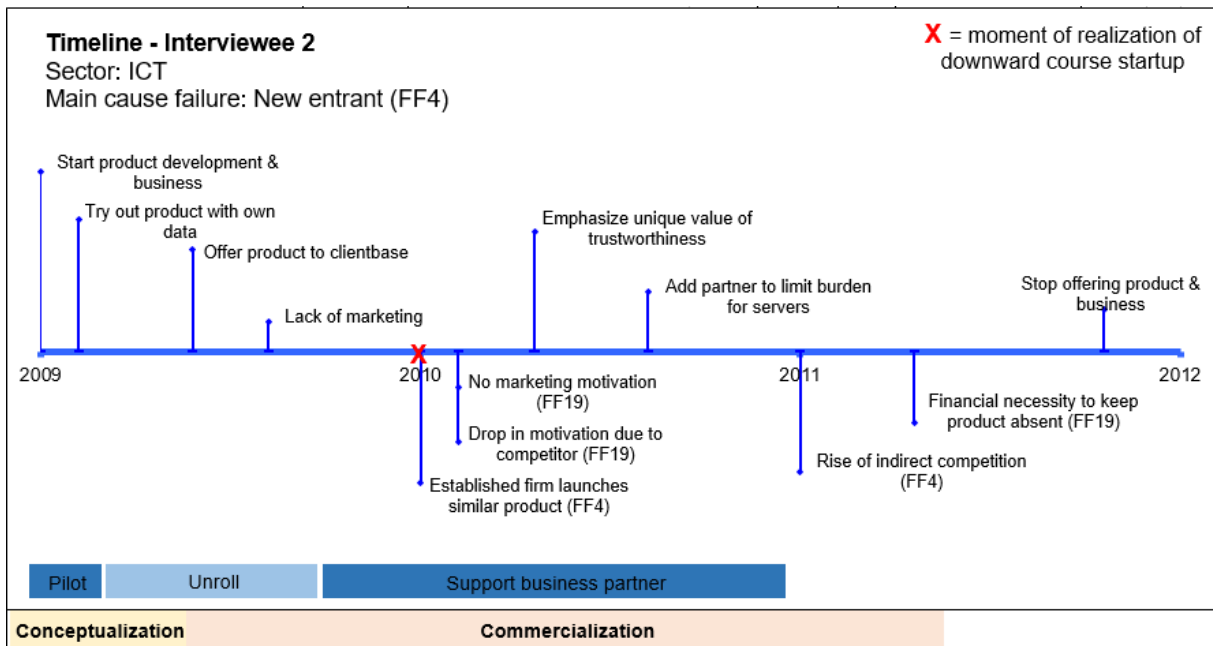 Timeline - Interviewee 2
Sector: ICT
Main cause failure: New entrant (FF4)
X = moment of realization of
downward course startup
Start product development &
business
Try out product with own
data
Offer product to clientbase
Lack of marketing
Emphasize unique value of
trustworthiness
Add partner to limit burden
for servers
Stop offering product &
business
X
2009
2010
2011
2012
No marketing motivation
(FF19)
Drop in motivation due to
competitor (FF19)
Established firm launches
similar product (FF4)
Rise of indirect competition
(FF4)
Financial necessity to keep
product absent (FF19)
Pilot
Unroll
Support business partner
Conceptualization
Commercialization